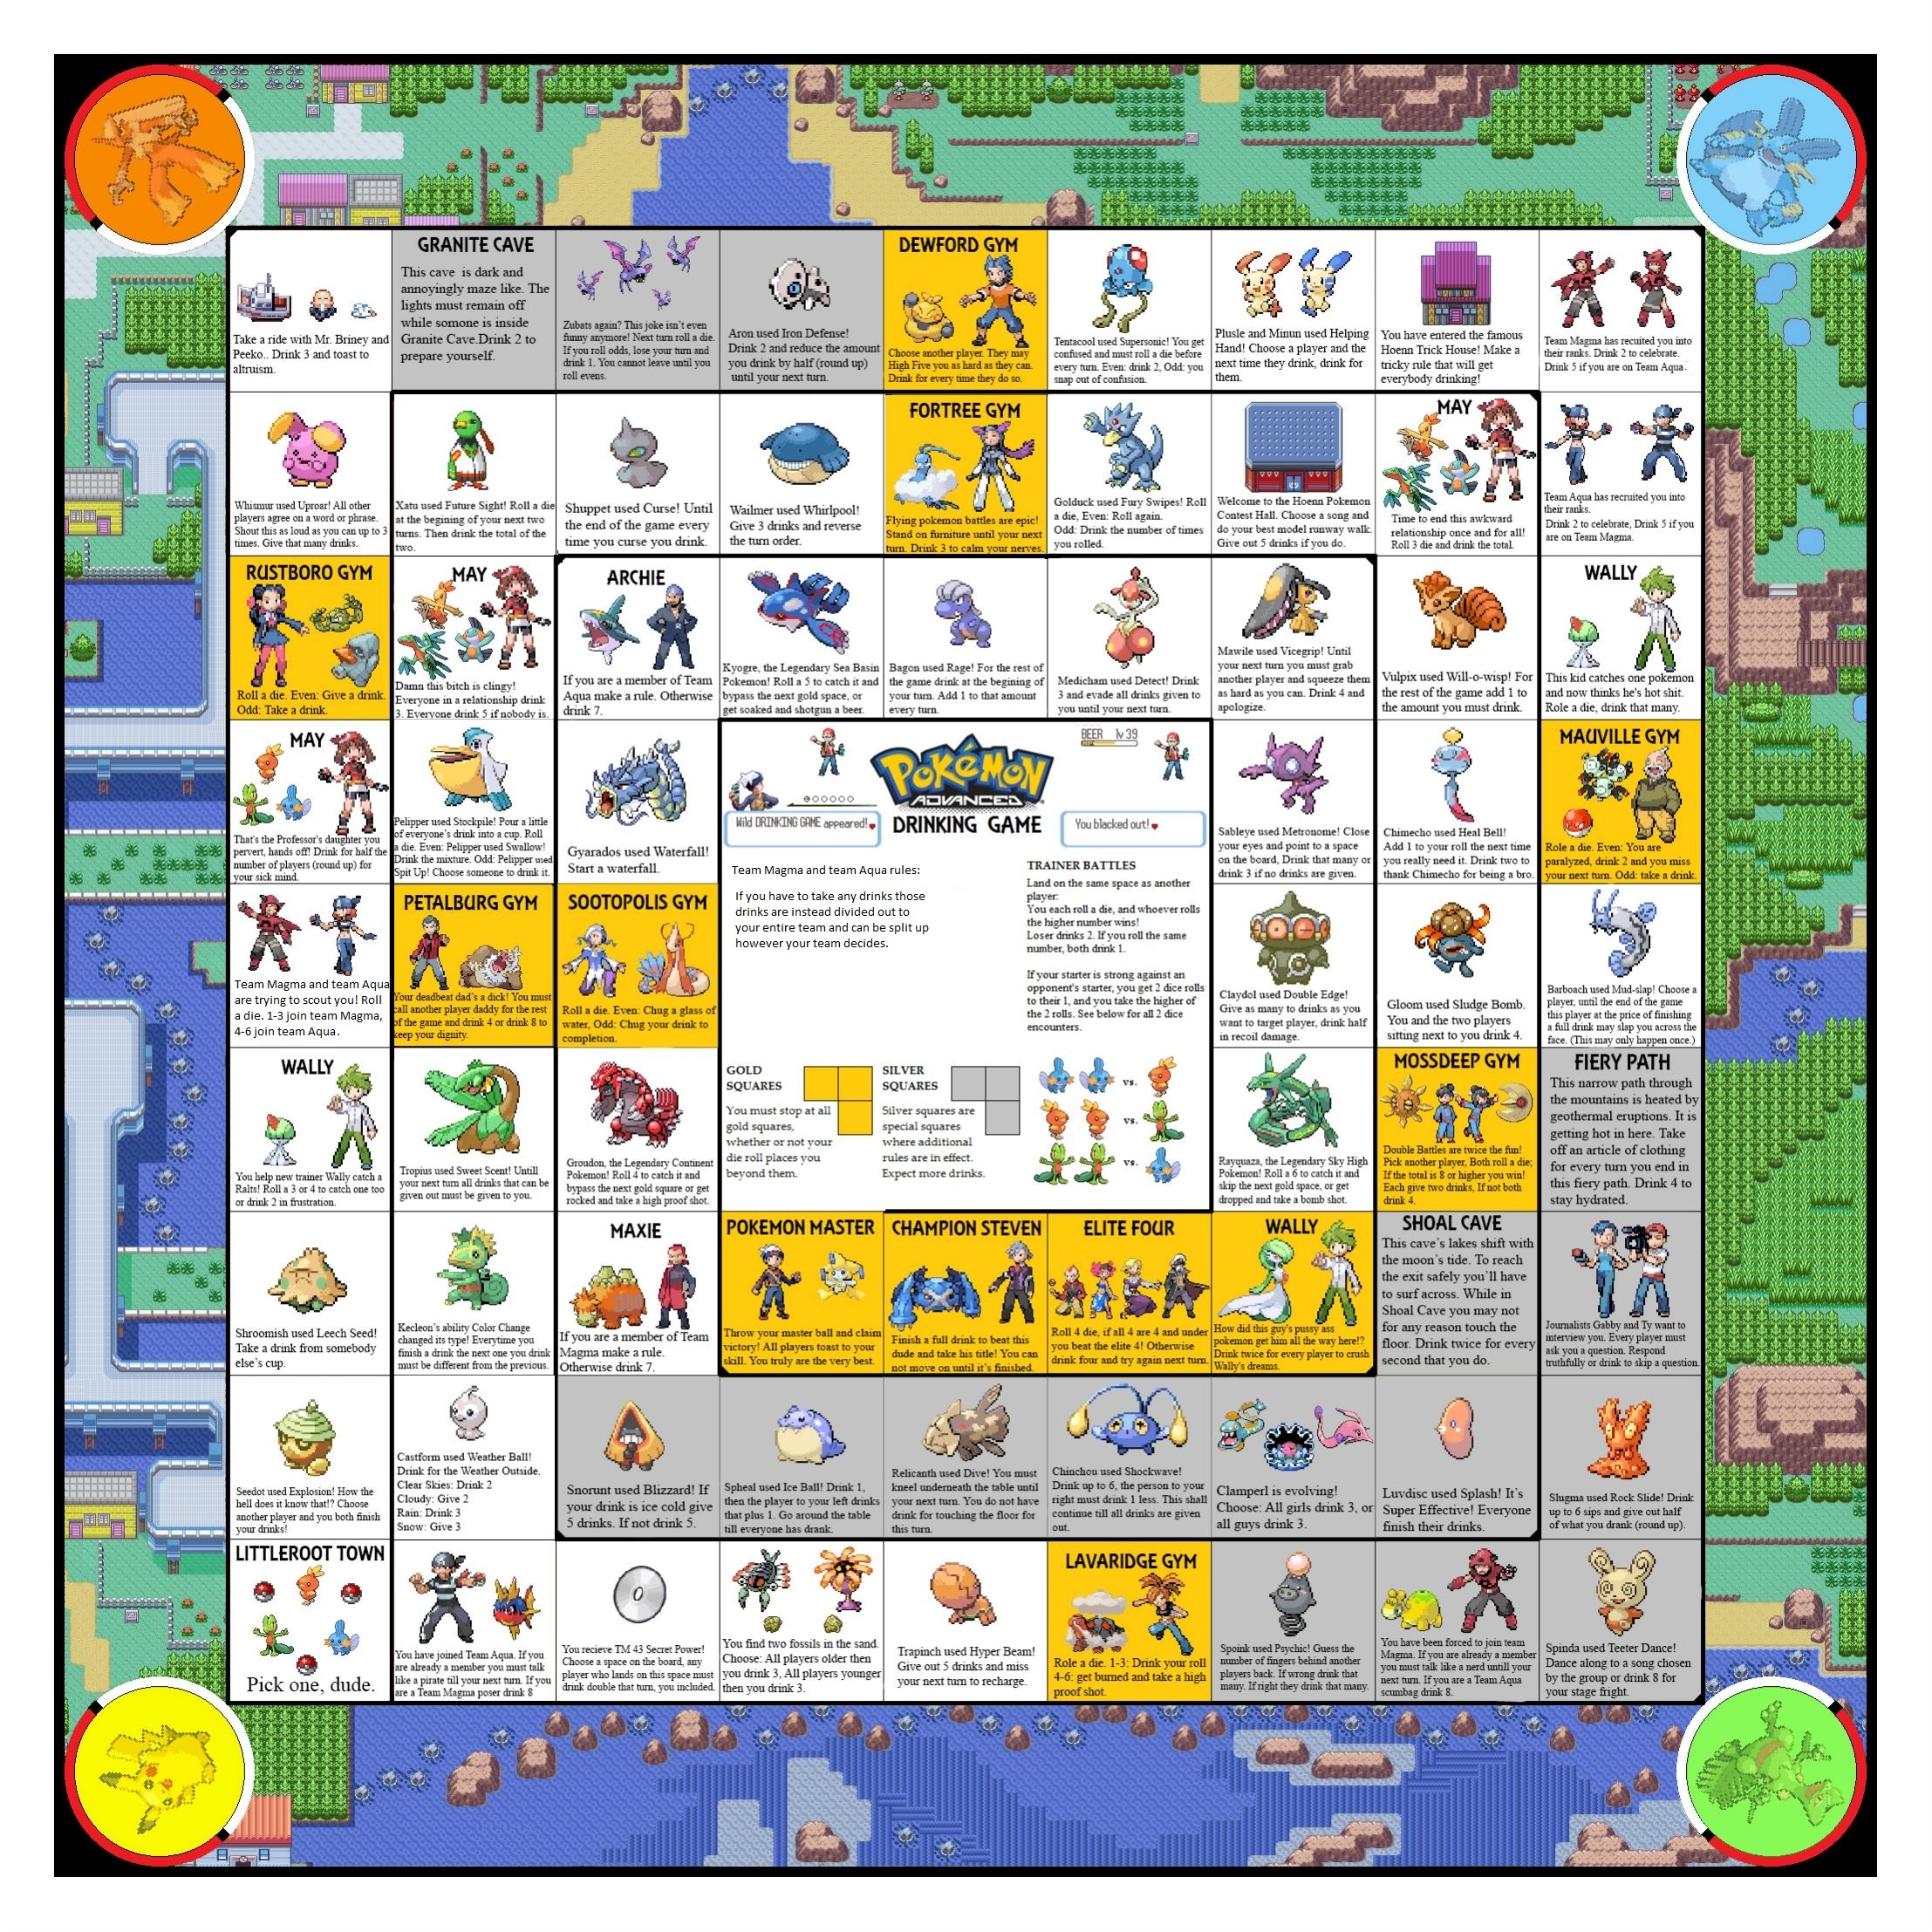 Take a ride with Mr. Briney and
Peeko.. Drink 3 and toast to
altruism.
GRANITE CAVE
This cave is dark and
annoyingly maze like. The
lights must remain off
while somone is inside
Granite Cave.Drink 2 to
prepare yourself.
Zubats again? This joke isn't even
funny anymore! Next turn roll a die.
If you roll odds, lose your turn and
drink 1. You cannot leave until you
roll evens.
Aron used Iron Defense!
Drink 2 and reduce the amount
you drink by half (round up)
until your next turn.
DEWFORD GYM
Choose another player. They may
High Five you as hard as they can.
Drink for every time they do so.
Tentacool used Supersonic! You get
confused and must roll a die before
every turn. Even: drink 2, Odd: you
snap out of confusion.
Plusle and Minun used Helping
Hand! Choose a player and the
next time they drink, drink for
them.
You have entered the famous
Hoenn Trick House! Make a
tricky rule that will get
everybody drinking!
Team Magma has recuited you into
their ranks. Drink 2 to celebrate.
Drink 5 if you are on Team Aqua.
Whismur used Uproar! All other
players agree on a word or phrase.
Shout this as loud as you can up to 3
times. Give that many drinks.
Xatu used Future Sight! Roll a die
at the begining of your next two
turns. Then drink the total of the
two.
Shuppet used Curse! Until
the end of the game every
time you curse you drink.
Wailmer used Whirlpool!
Give 3 drinks and reverse
the turn order.
FORTREE GYM
Flying pokemon battles are epic!
Stand on furniture until your next
turn. Drink 3 to calm your nerves.
Golduck used Fury Swipes! Roll
a die, Even: Roll again.
Odd: Drink the number of times
you rolled.
Welcome to the Hoenn Pokemon
Contest Hall. Choose a song and
do your best model runway walk.
Give out 5 drinks if you do.
MAY
Time to end this awkward
relationship once and for all!
Roll 3 die and drink the total.
Team Aqua has recruited you into
their ranks.
Drink 2 to celebrate, Drink 5 if you
are on Team Magma.
RUSTBORO GYM
Roll a die. Even: Give a drink.
Odd: Take a drink.
MAY
Damn this bitch is clingy!
Everyone in a relationship drink
3. Everyone drink 5 if nobody is.
ARCHIE
If you are a member of Team
Aqua make a rule. Otherwise
drink 7.
Kyogre, the Legendary Sea Basin
Pokemon! Roll a 5 to catch it and
bypass the next gold space, or
get soaked and shotgun a beer.
Bagon used Rage! For the rest of
the game drink at the begining of
your turn. Add 1 to that amount
every turn.
Medicham used Detect! Drink
3 and evade all drinks given to
you until your next turn.
Mawile used Vicegrip! Until
your next turn you must grab
another player and squeeze them
as hard as you can. Drink 4 and
apologize.
Vulpix used Will-o-wisp! For
the rest of the game add 1 to
the amount you must drink.
WALLY
This kid catches one pokemon
and now thinks he's hot shit.
Role a die, drink that many.
MAY
That's the Professor's daughter you
pervert, hands off! Drink for half the
number of players (round up) for
your sick mind.
Pelipper used Stockpile! Pour a little
of everyone's drink into a cup. Roll
a die. Even: Pelipper used Swallow!
Drink the mixture. Odd: Pelipper used
Spit Up! Choose someone to drink it.
Gyarados used Waterfall!
Start a waterfall.
BEER lv 39
Pokémon
ADVANCED
DRINKING GAME
Wild DRINKING GAME appeared!
You blacked out!
Team Magma and team Aqua rules:
If you have to take any drinks those
drinks are instead divided out to
your entire team and can be split up
however your team decides.
TRAINER BATTLES
Land on the same space as another
player:
You each roll a die, and whoever rolls
the higher number wins!
Loser drinks 2. If you roll the same
number, both drink 1.
If your starter is strong against an
opponent's starter, you get 2 dice rolls
to their 1, and you take the higher of
the 2 rolls. See below for all 2 dice
encounters.
vs.
vs.
vs.
GOLD
SQUARES
You must stop at all
gold squares,
whether or not your
die roll places you
beyond them.
SILVER
SQUARES
Silver squares are
special squares
where additional
rules are in effect.
Expect more drinks.
Sableye used Metronome! Close
your eyes and point to a space
on the board, Drink that many or
drink 3 if no drinks are given.
Chimecho used Heal Bell!
Add 1 to your roll the next time
you really need it. Drink two to
thank Chimecho for being a bro.
MAUVILLE GYM
Role a die. Even: You are
paralyzed, drink 2 and you miss
your next turn. Odd: take a drink.
Team Magma and team Aqua
are trying to scout you! Roll
a die. 1-3 join team Magma,
4-6 join team Aqua.
PETALBURG GYM
Your deadbeat dad's a dick! You must
call another player daddy for the rest
of the game and drink 4 or drink 8 to
keep your dignity.
SOOTOPOLIS GYM
Roll a die. Even: Chug a glass of
water, Odd: Chug your drink to
completion.
Claydol used Double Edge!
Give as many to drinks as you
want to target player, drink half
in recoil damage.
Gloom used Sludge Bomb.
You and the two players
sitting next to you drink 4.
Barboach used Mud-slap! Choose a
player, until the end of the game
this player at the price of finishing
a full drink may slap you across the
face. (This may only happen once.)
WALLY
You help new trainer Wally catch a
Ralts! Roll a 3 or 4 to catch one too
or drink 2 in frustration.
Tropius used Sweet Scent! Untill
your next turn all drinks that can be
given out must be given to you.
Groudon, the Legendary Continent
Pokemon! Roll 4 to catch it and
bypass the next gold square or get
rocked and take a high proof shot.
Rayquaza, the Legendary Sky High
Pokemon! Roll a 6 to catch it and
skip the next gold space, or get
dropped and take a bomb shot.
MOSSDEEP GYM
Double Battles are twice the fun!
Pick another player, Both roll a die;
If the total is 8 or higher you win!
Each give two drinks, If not both
drink 4.
FIERY PATH
This narrow path through
the mountains is heated by
geothermal eruptions. It is
getting hot in here. Take
off an article of clothing
for every turn you end in
this fiery path. Drink 4 to
stay hydrated.
Shroomish used Leech Seed!
Take a drink from somebody
else's cup.
Kecleon's ability Color Change
changed its type! Everytime you
finish a drink the next one you drink
must be different from the previous.
MAXIE
If you are a member of Team
Magma make a rule.
Otherwise drink 7.
POKEMON MASTER
Throw your master ball and claim
victory! All players toast to your
skill. You truly are the very best.
CHAMPION STEVEN
Finish a full drink to beat this
dude and take his title! You can
not move on until it's finished.
ELITE FOUR
Roll 4 die, if all 4 are 4 and under
you beat the elite 4! Otherwise
drink four and try again next turn.
WALLY
How did this guy's pussy ass
pokemon get him all the way here!?
Drink twice for every player to crush
Wally's dreams.
SHOAL CAVE
This cave's lakes shift with
the moon's tide. To reach
the exit safely you'll have
to surf across. While in
Shoal Cave you may not
for any reason touch the
floor. Drink twice for every
second that you do.
Journalists Gabby and Ty want to
interview you. Every player must
ask you a question. Respond
truthfully or drink to skip a question.
Seedot used Explosion! How the
hell does it know that!? Choose
another player and you both finish
your drinks!
Castform used Weather Ball!
Drink for the Weather Outside.
Clear Skies: Drink 2
Cloudy: Give 2
Rain: Drink 3
Snow: Give 3
Snorunt used Blizzard! If
your drink is ice cold give
5 drinks. If not drink 5.
Spheal used Ice Ball! Drink 1,
then the player to your left drinks
that plus 1. Go around the table
till everyone has drank.
Relicanth used Dive! You must
kneel underneath the table until
your next turn. You do not have
drink for touching the floor for
this turn.
Chinchou used Shockwave!
Drink up to 6, the person to your
right must drink 1 less. This shall
continue till all drinks are given
out.
Clamperl is evolving!
Choose: All girls drink 3, or
all guys drink 3.
Luvdisc used Splash! It's
Super Effective! Everyone
finish their drinks.
Slugma used Rock Slide! Drink
up to 6 sips and give out half
of what you drank (round up).
LITTLEROOT TOWN
Pick one, dude.
You have joined Team Aqua. If you
are already a member you must talk
like a pirate till your next turn. If you
are a Team Magma poser drink 8
You recieve TM 43 Secret Power!
Choose a space on the board, any
player who lands on this space must
drink double that turn, you included.
You find two fossils in the sand.
Choose: All players older then
you drink 3, All players younger
then you drink 3.
Trapinch used Hyper Beam!
Give out 5 drinks and miss
your next turn to recharge.
LAVARIDGE GYM
Role a die. 1-3: Drink your roll
4-6: get burned and take a high
proof shot.
Spoink used Psychic! Guess the
number of fingers behind another
players back. If wrong drink that
many. If right they drink that many.
You have been forced to join team
Magma. If you are already a member
you must talk like a nerd until your
next turn. If you are a Team Aqua
scumbag drink 8.
Spinda used Teeter Dance!
Dance along to a song chosen
by the group or drink 8 for
your stage fright.